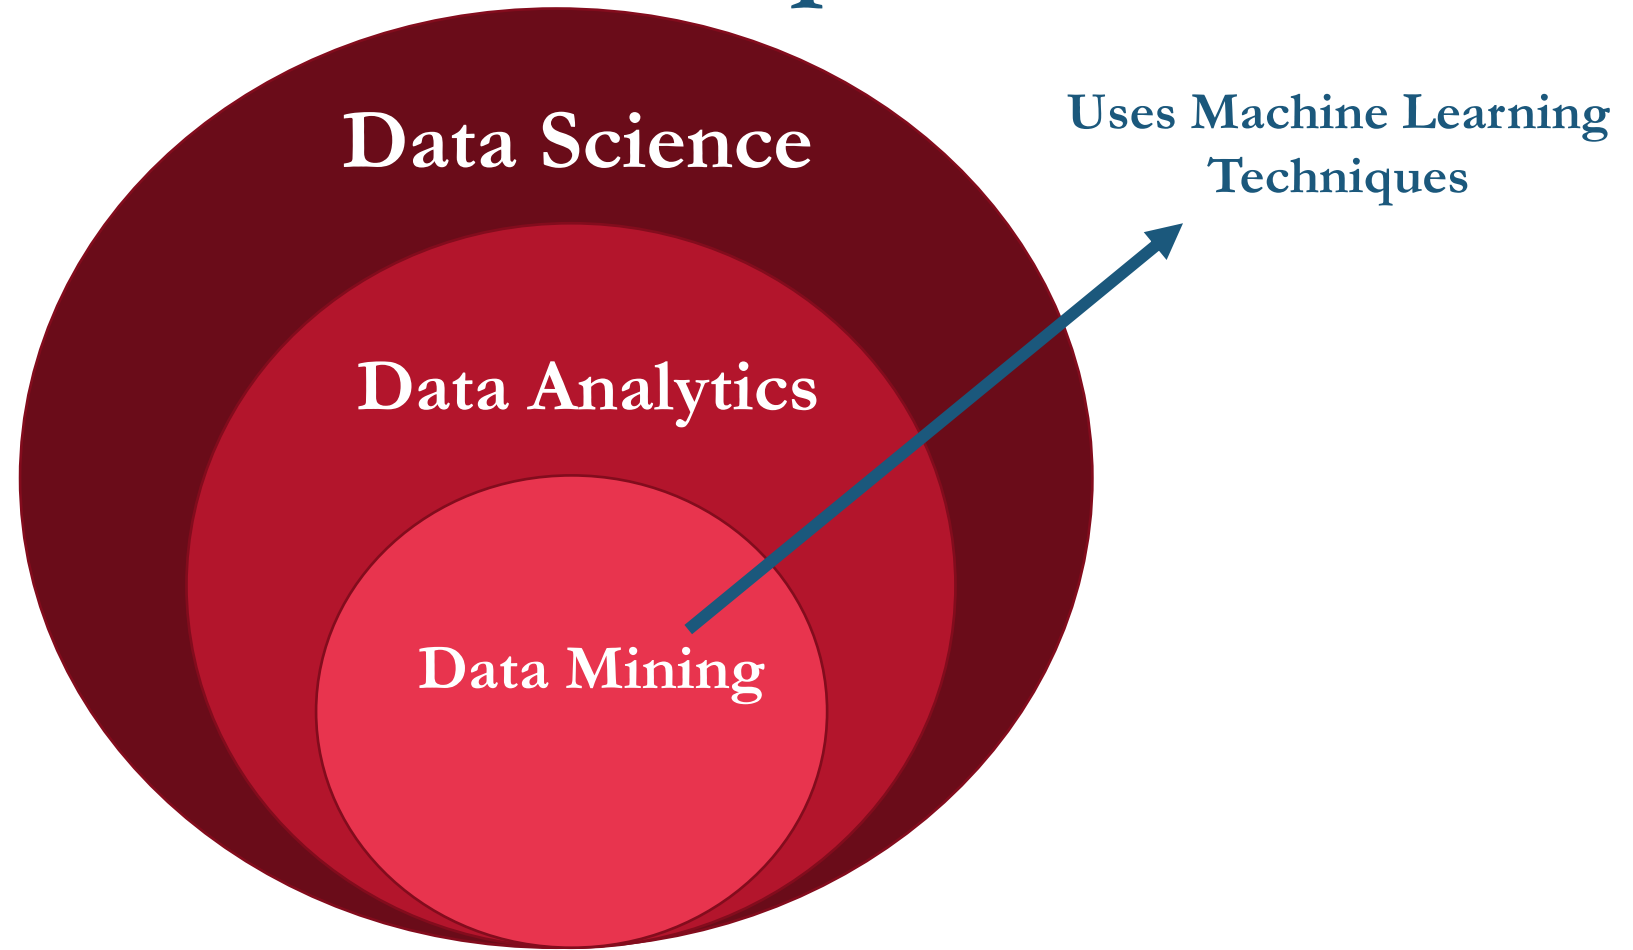 Data Science
Uses Machine Learning
Techniques
Data Analytics
Data Mining